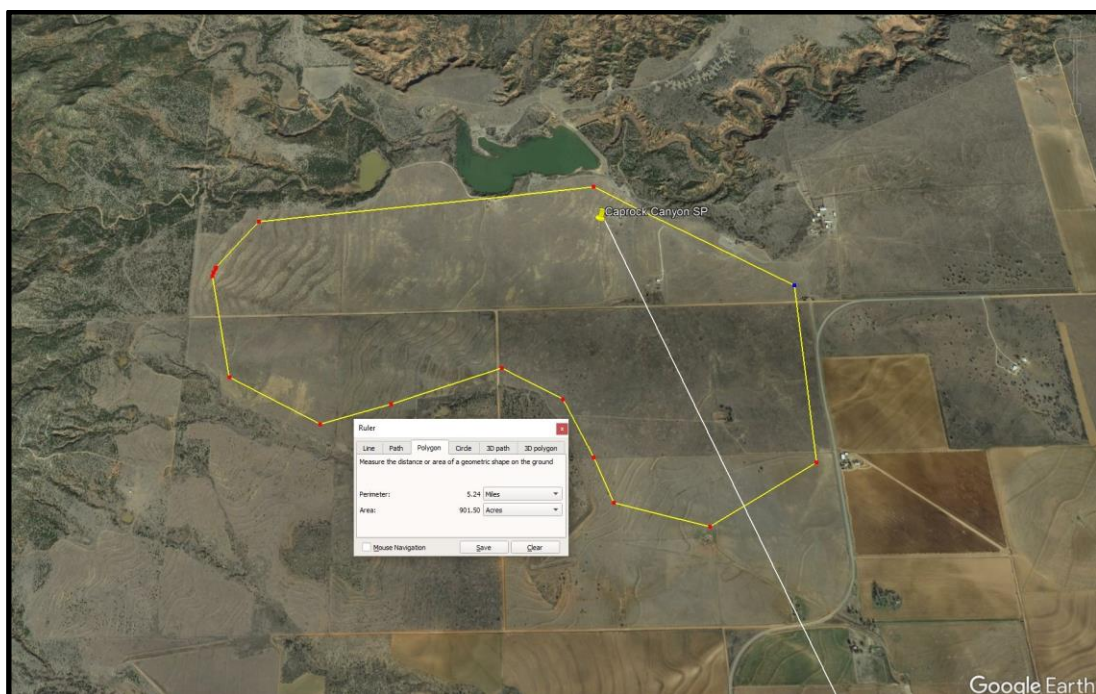 Caprock Canyon SP
Ruler
Line Path Polygon Circle 3D path 3D polygon
Measure the distance or area of a geometric shape on the ground
Perimeter: 5.24 Miles
Area: 901.50 Acres
Mouse Navigation Save Clear
Google Earth